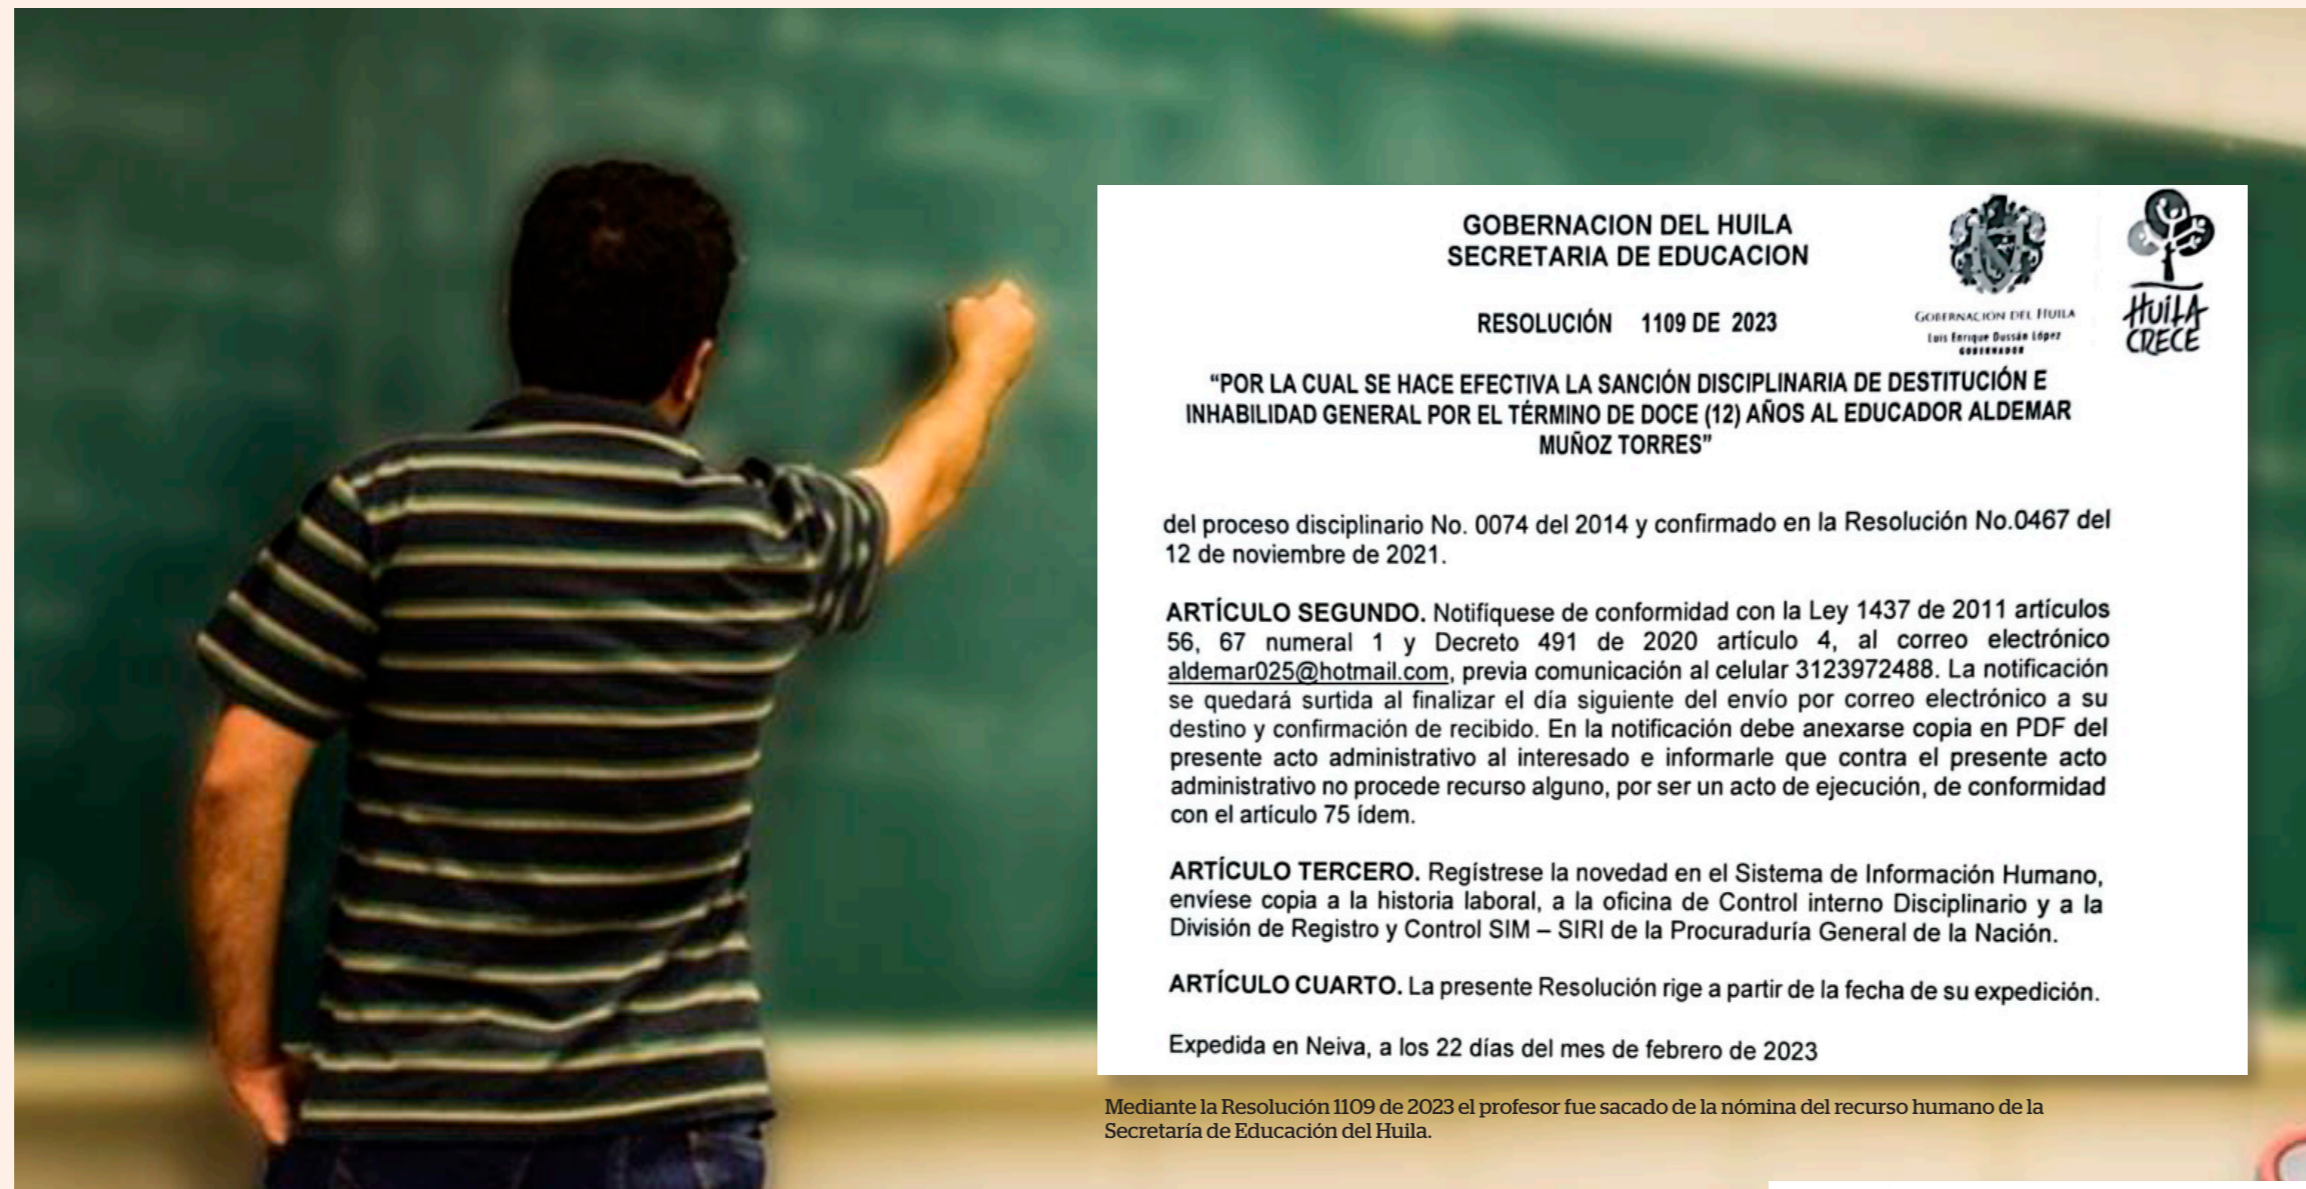 GOBERNACION DEL HUILA
SECRETARIA DE EDUCACION
RESOLUCIÓN 1109 DE 2023
GOBERNACIÓN DEL HUILA
Luis Enrique Dussán López
GOBERNADOR
HUILA
CRECE
“POR LA CUAL SE HACE EFECTIVA LA SANCIÓN DISCIPLINARIA DE DESTITUCIÓN E
INHABILIDAD GENERAL POR EL TÉRMINO DE DOCE (12) AÑOS AL EDUCADOR ALDEMAR
MUÑOZ TORRES”
del proceso disciplinario No. 0074 del 2014 y confirmado en la Resolución No.0467 del
12 de noviembre de 2021.
ARTÍCULO SEGUNDO. Notifíquese de conformidad con la Ley 1437 de 2011 artículos
56, 67 numeral 1 y Decreto 491 de 2020 artículo 4, al correo electrónico
aldemar025@hotmail.com, previa comunicación al celular 3123972488. La notificación
se quedará surtida al finalizar el día siguiente del envío por correo electrónico a su
destino y confirmación de recibido. En la notificación debe anexarse copia en PDF del
presente acto administrativo al interesado e informarle que contra el presente acto
administrativo no procede recurso alguno, por ser un acto de ejecución, de conformidad
con el artículo 75 ídem.
ARTÍCULO TERCERO. Regístrese la novedad en el Sistema de Información Humano,
envíese copia a la historia laboral, a la oficina de Control interno Disciplinario y a la
División de Registro y Control SIM – SIRI de la Procuraduría General de la Nación.
ARTÍCULO CUARTO. La presente Resolución rige a partir de la fecha de su expedición.
Expedida en Neiva, a los 22 días del mes de febrero de 2023
Mediante la Resolución 1109 de 2023 el profesor fue sacado de la nómina del recurso humano de la
Secretaría de Educación del Huila.